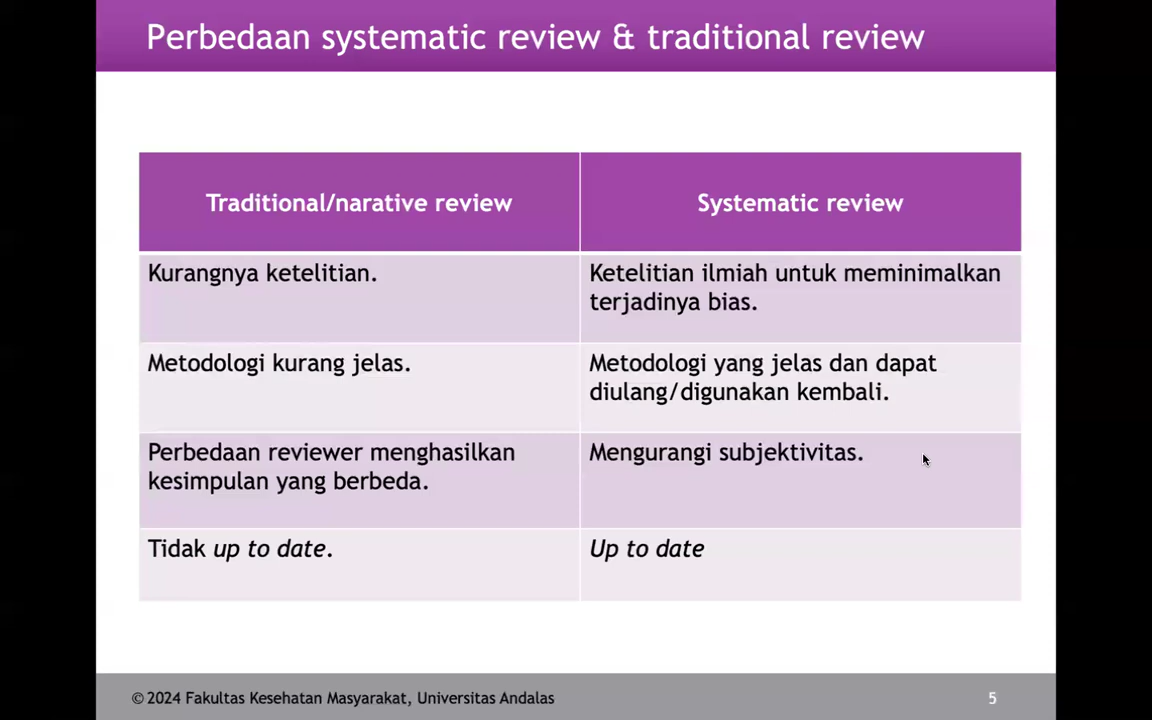 Perbedaan systematic review & traditional review
Traditional/narative review
Systematic review
Kurangnya ketelitian.
Ketelitian ilmiah untuk meminimalkan
terjadinya bias.
Metodologi kurang jelas.
Metodologi yang jelas dan dapat
diulang/digunakan kembali.
Perbedaan reviewer menghasilkan
kesimpulan yang berbeda.
Mengurangi subjektivitas.
Tidak up to date.
Up to date
© 2024 Fakultas Kesehatan Masyarakat, Universitas Andalas
5